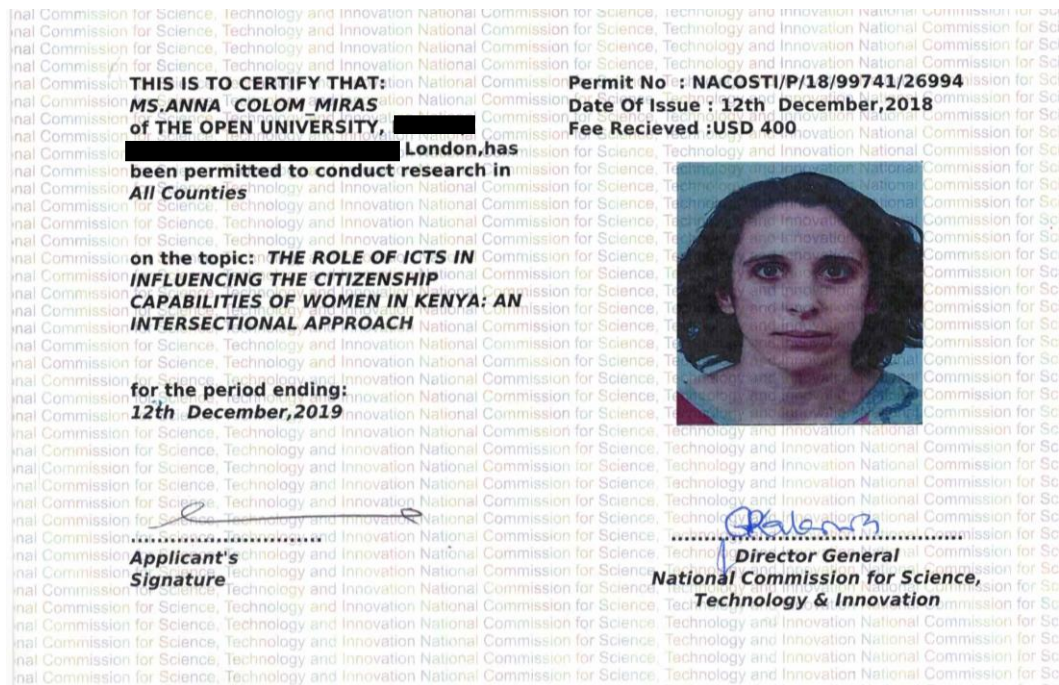 THIS IS TO CERTIFY THAT:
MS.ANNA COLOM MIRAS
of THE OPEN UNIVERSITY,
London,has
been permitted to conduct research in
All Counties
on the topic: THE ROLE OF ICTS IN
INFLUENCING THE CITIZENSHIP
CAPABILITIES OF WOMEN IN KENYA: AN
INTERSECTIONAL APPROACH
for the period ending:
12th December,2019
Applicant's
Signature
Permit No : NACOSTI/P/18/99741/26994
Date Of Issue : 12th December,2018
Fee Recieved :USD 400
Director General
National Commission for Science,
Technology & Innovation